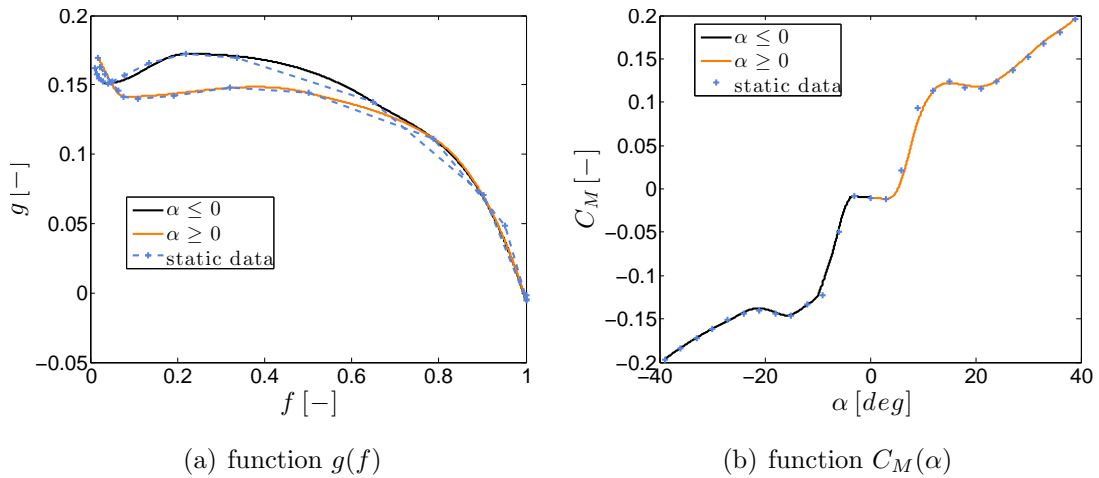 0.2
0.15
0.1
0.05
0
−0.05
g [−]
0
0.2
0.4
0.6
0.8
1
f [−]
α ≤ 0
α ≥ 0
static data
(a) function g(f)
0.2
0.15
0.1
0.05
0
−0.05
−0.1
−0.15
−0.2
C_M [−]
−40
−20
0
20
40
α [deg]
α ≤ 0
α ≥ 0
static data
(b) function C_M(α)